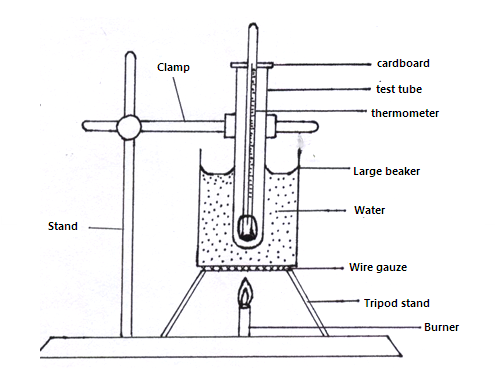 cardboard
Clamp
test tube
thermometer
Large beaker
Water
Stand
Wire gauze
Tripod stand
Burner